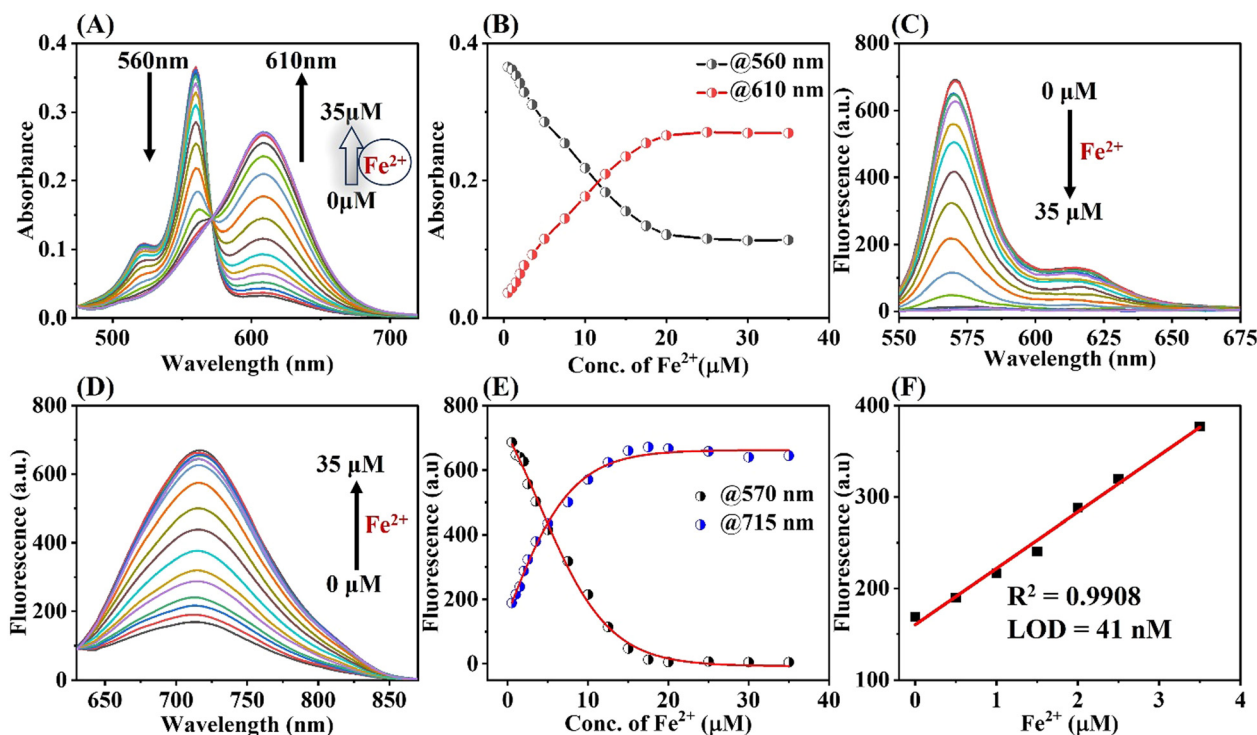 (A)
560nm
610nm
35μM
Fe²⁺
0μM
0.4
0.3
0.2
0.1
0.0
Absorbance
500
550
600
650
700
Wavelength (nm)
(B)
@560 nm
@610 nm
0.4
0.2
0.0
Absorbance
0
10
20
30
40
Conc. of Fe²⁺(μM)
(C)
0 μM
Fe²⁺
35 μM
800
600
400
200
0
Fluorescence (a.u.)
550
575
600
625
650
675
Wavelength (nm)
(D)
35 μM
Fe²⁺
0 μM
800
600
400
200
0
Fluorescence (a.u.)
650
700
750
800
850
Wavelength (nm)
(E)
@570 nm
@715 nm
800
600
400
200
0
Fluorescence (a.u)
0
10
20
30
40
Conc. of Fe²⁺(μM)
(F)
R² = 0.9908
LOD = 41 nM
400
300
200
100
Fluorescence (a.u)
0
1
2
3
4
Fe²⁺ (μM)